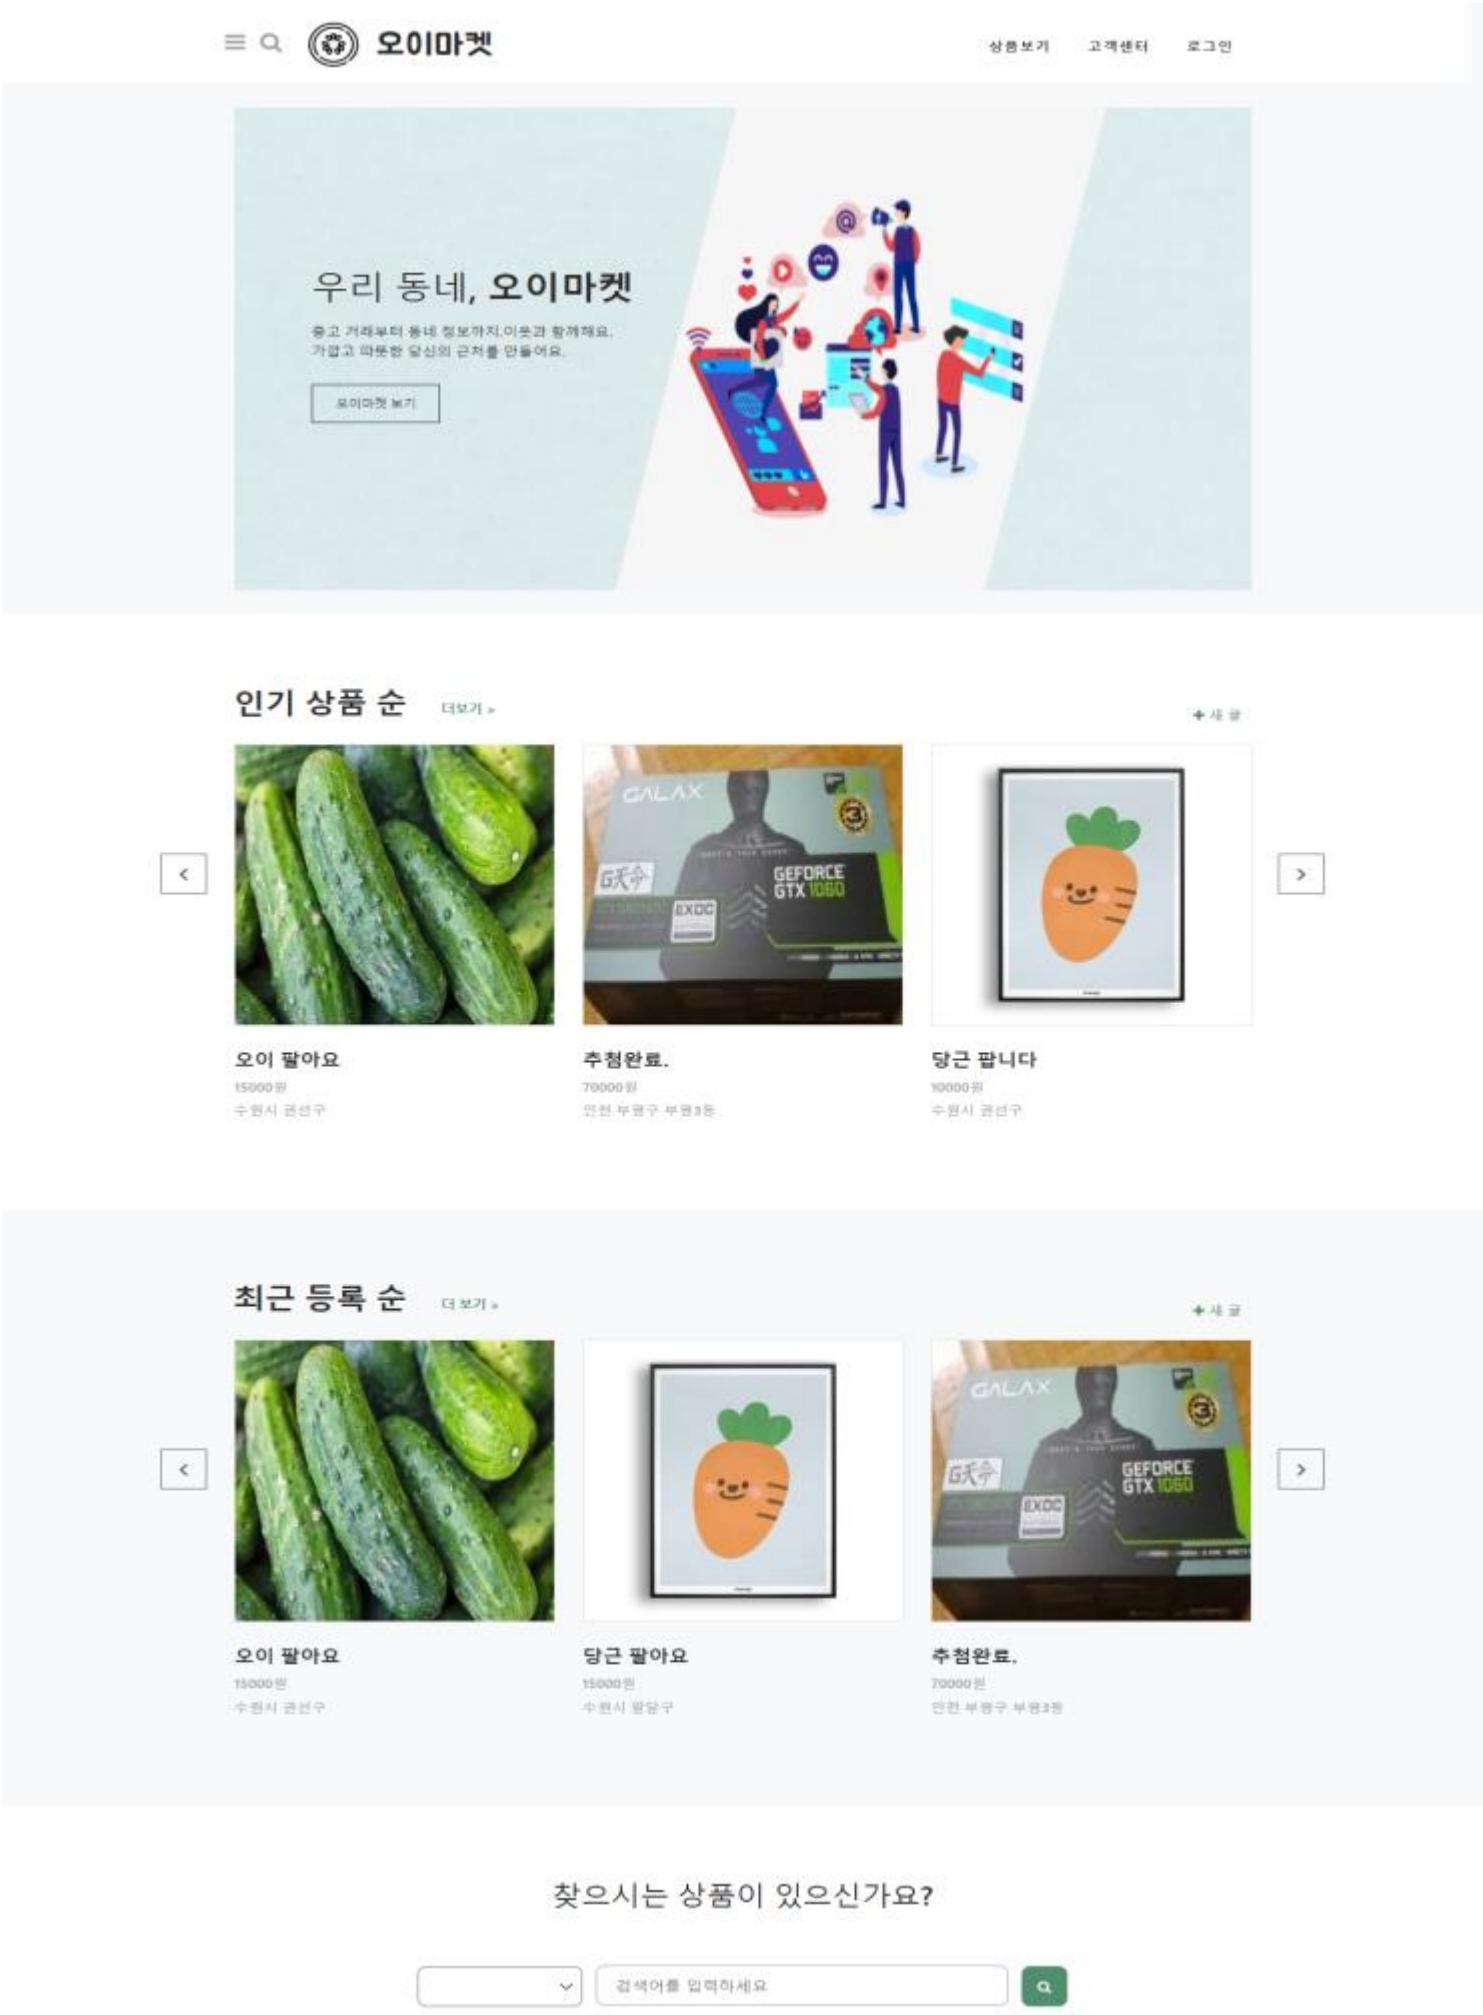 오이마켓
상품보기 고객센터 로그인
우리 동네, 오이마켓
중고 거래부터 동네 정보까지,이웃과 함께해요.
가깝고 따뜻한 당신의 근처를 만들어요.
오이마켓 보기
인기 상품 순 더보기 »
+ 새 글
GALAX
3
G天命
EXOC
GEFORCE
GTX 1060
오이 팔아요
15000원
수원시 권선구
추첨완료.
70000원
인천 부평구 부평3동
당근 팝니다
10000원
수원시 권선구
최근 등록 순 더 보기 »
+ 새 글
GALAX
3
G天命
EXOC
GEFORCE
GTX 1060
오이 팔아요
15000원
수원시 권선구
당근 팔아요
15000원
수원시 팔달구
추첨완료.
70000원
인천 부평구 부평3동
찾으시는 상품이 있으신가요?
검색어를 입력하세요